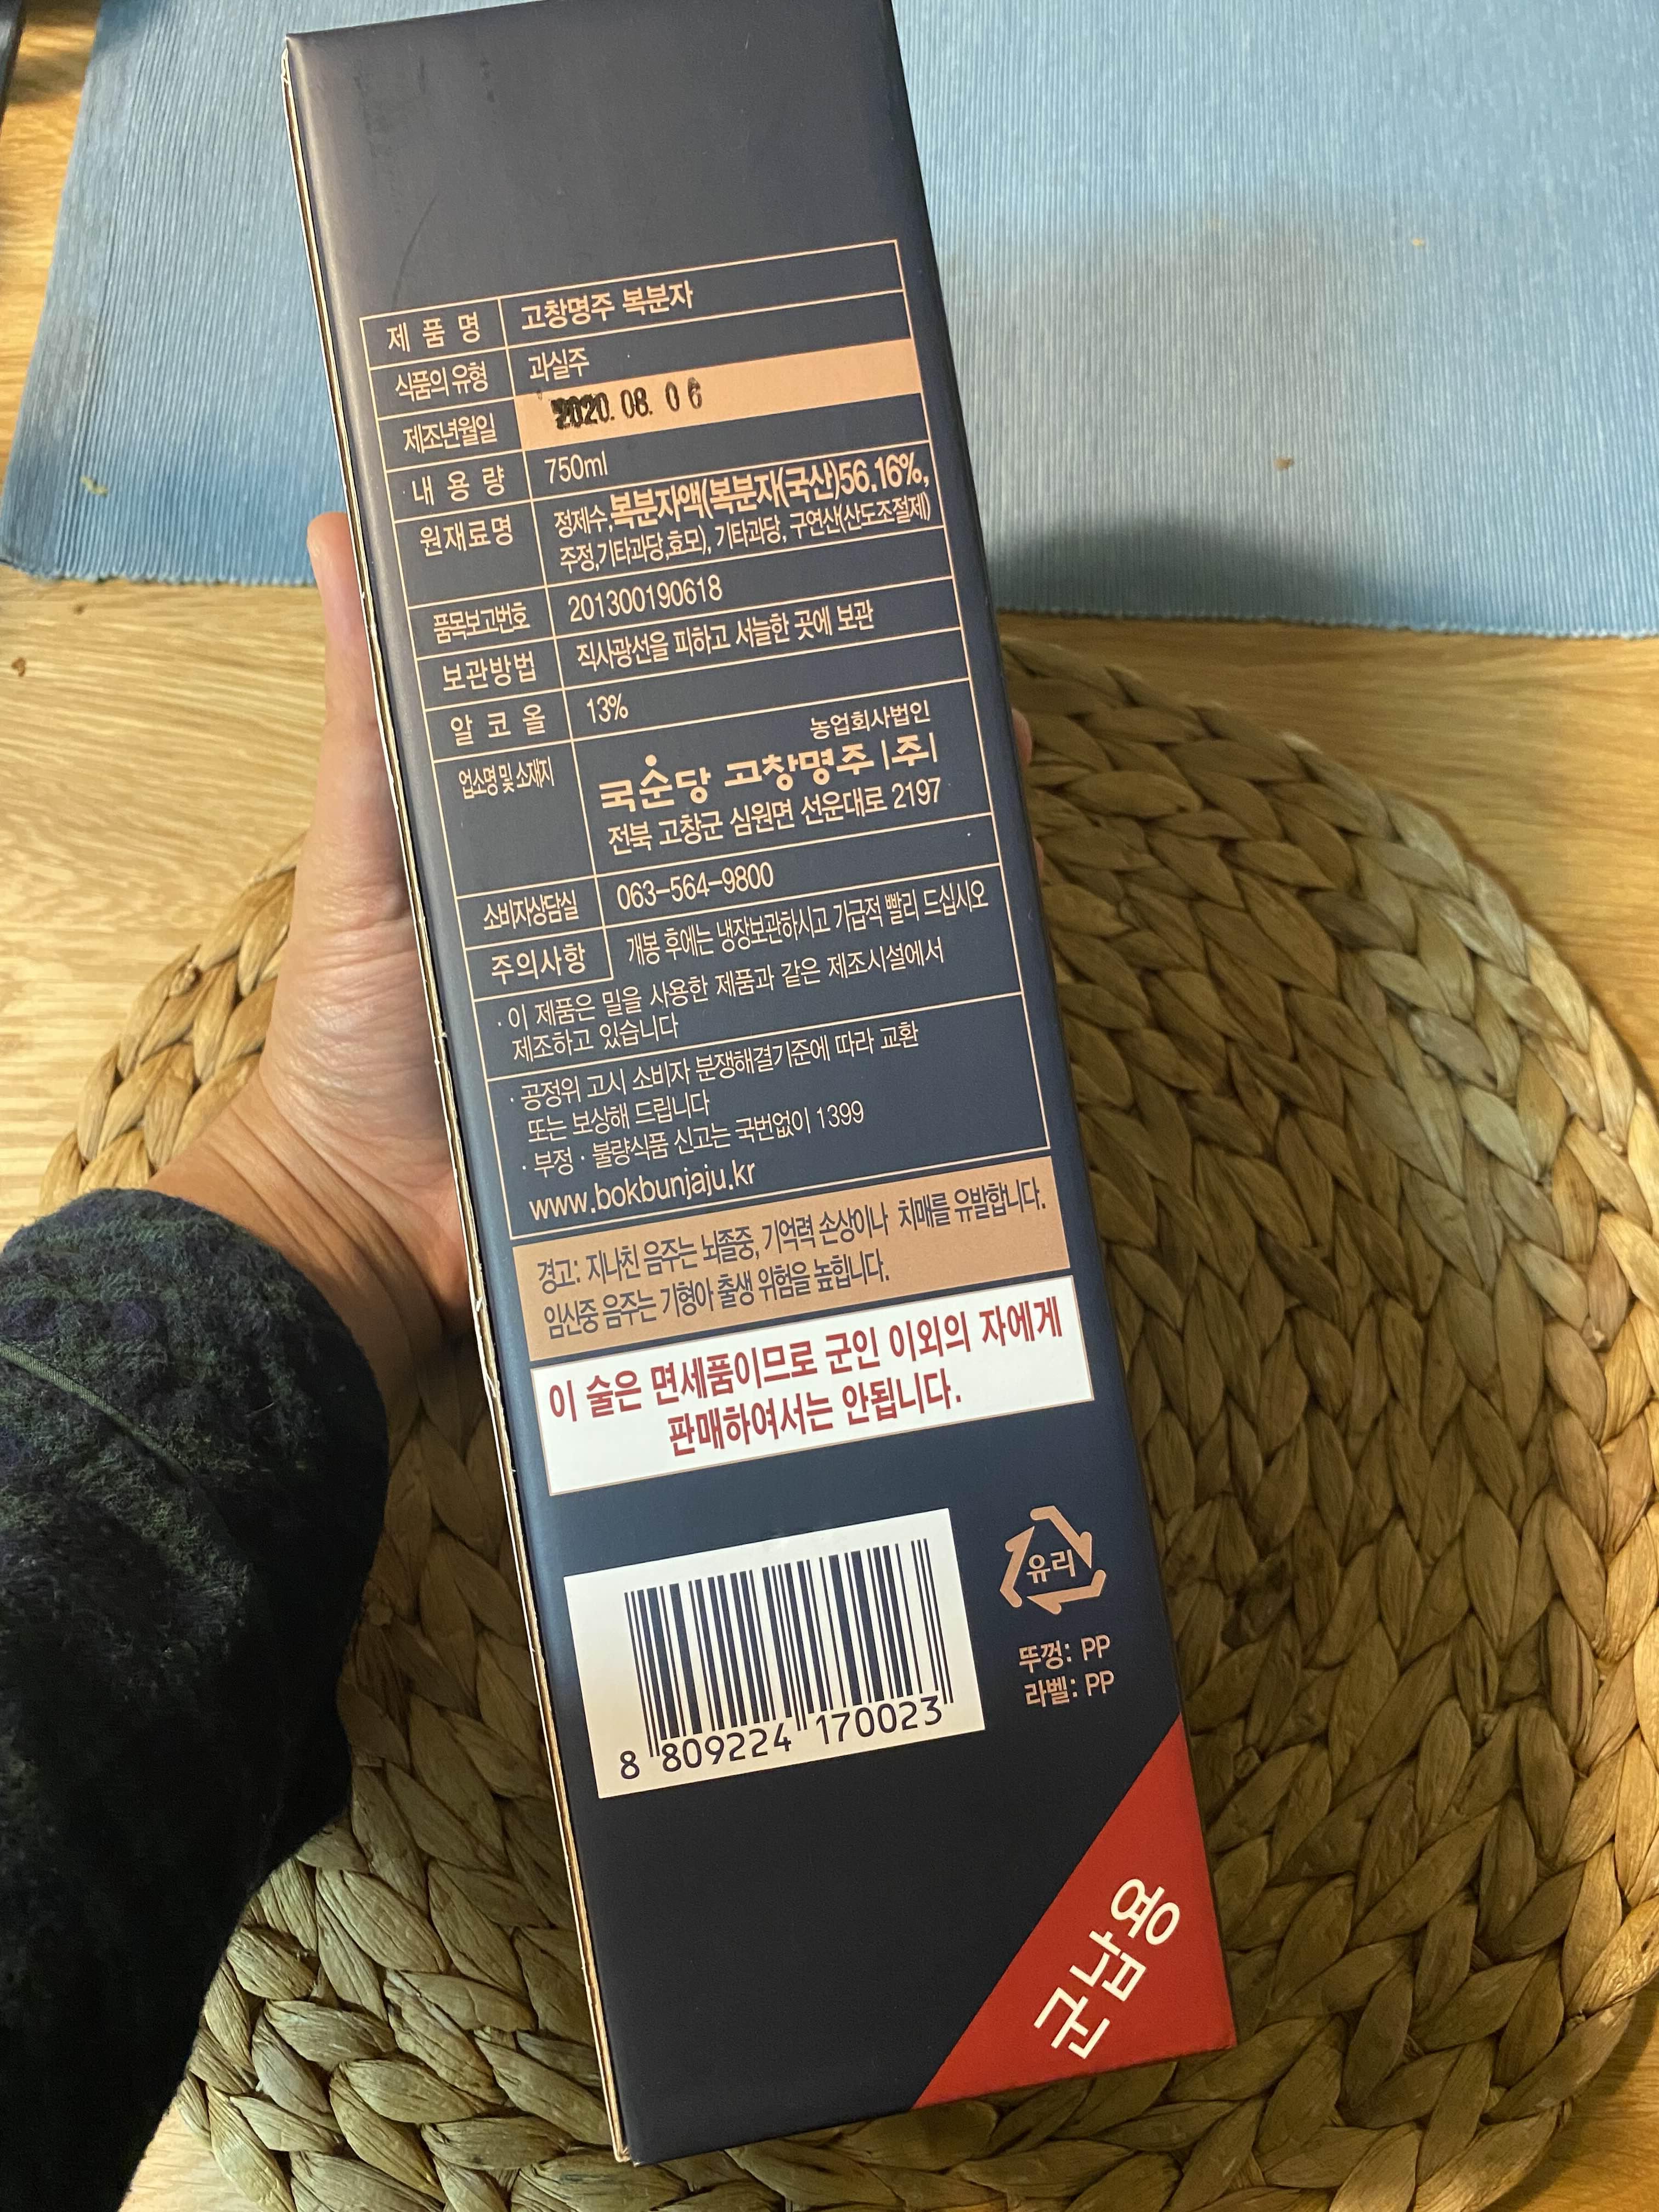 제 품 명 고창명주 복분자
식품의 유형 과실주
제조년월일 2020. 08. 06
내 용 량 750ml
원재료명 정제수,복분자액(복분자(국산)56.16%,
주정,기타과당,효모), 기타과당, 구연산(산도조절제)
품목보고번호 201300190618
보관방법 직사광선을 피하고 서늘한 곳에 보관
알 코 올 13%
업소명 및 소재지 농업회사법인
국순당 고창명주 |주|
전북 고창군 심원면 선운대로 2197
소비자상담실 063-564-9800
주의사항 개봉 후에는 냉장보관하시고 가급적 빨리 드십시오
· 이 제품은 밀을 사용한 제품과 같은 제조시설에서
제조하고 있습니다
· 공정위 고시 소비자 분쟁해결기준에 따라 교환
또는 보상해 드립니다
· 부정 · 불량식품 신고는 국번없이 1399
www.bokbunjaju.kr
경고: 지나친 음주는 뇌졸중, 기억력 손상이나 치매를 유발합니다.
임신중 음주는 기형아 출생 위험을 높힙니다.
이 술은 면세품이므로 군인 이외의 자에게
판매하여서는 안됩니다.
유리
뚜껑: PP
라벨: PP
8 809224 170023
군납용